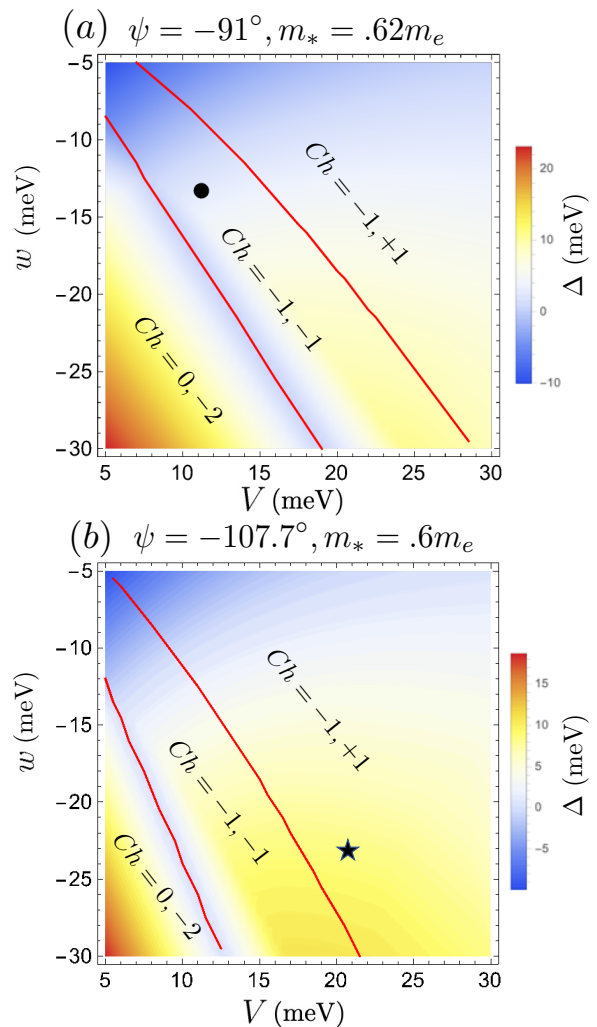 (a) ψ = −91°, m* = .62mₑ
−5
−10
−15
−20
−25
−30
w (meV)
Ch = −1, +1
Ch = −1, −1
Ch = 0, −2
20
10
0
−10
Δ (meV)
5 10 15 20 25 30
V (meV)
(b) ψ = −107.7°, m* = .6mₑ
−5
−10
−15
−20
−25
−30
w (meV)
Ch = −1, +1
Ch = −1, −1
Ch = 0, −2
15
10
5
0
−5
Δ (meV)
5 10 15 20 25 30
V (meV)